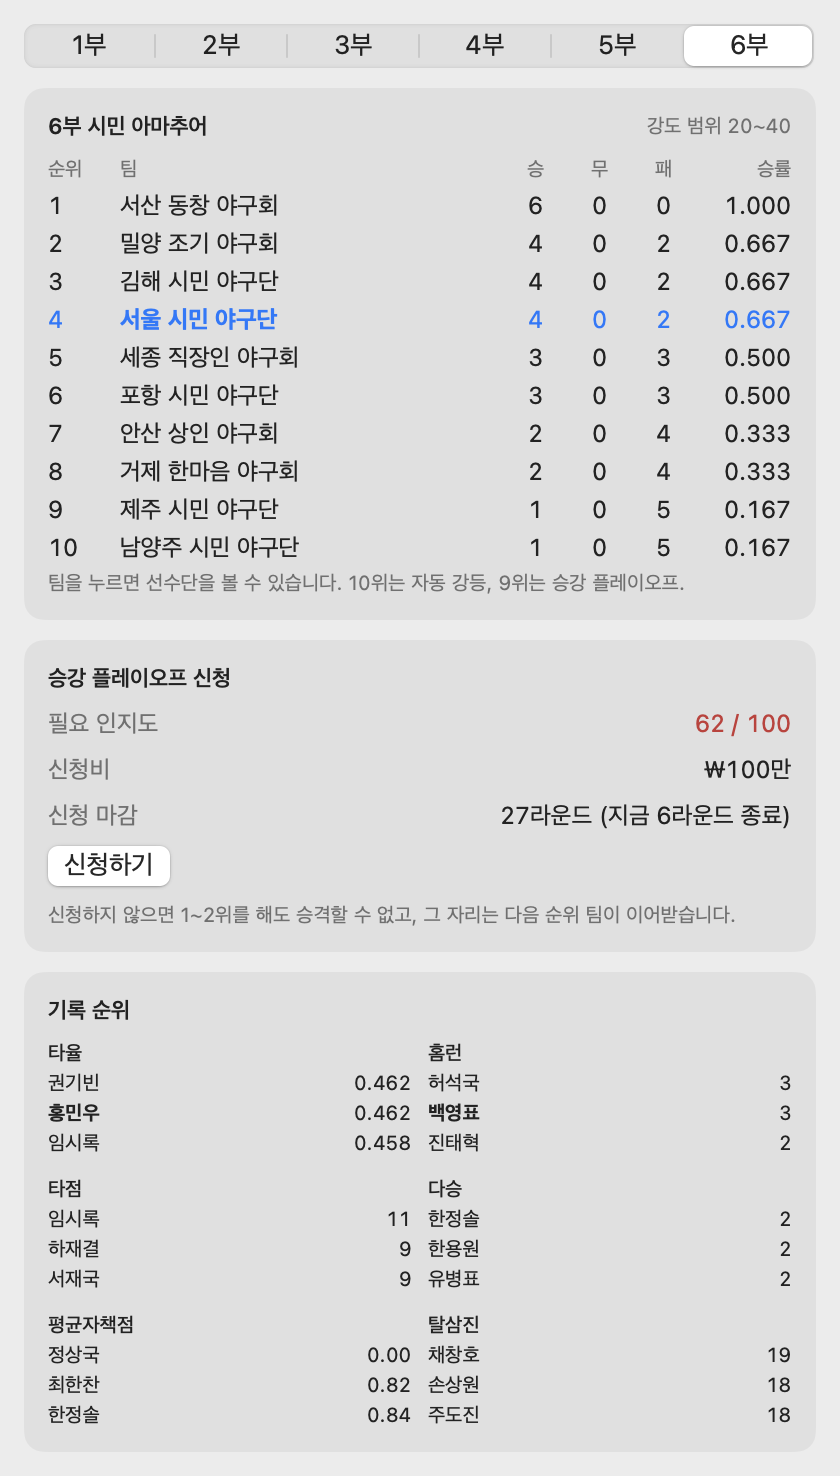 1부 2부 3부 4부 5부 6부
6부 시민 아마추어 강도 범위 20~40
순위 팀 승 무 패 승률
1 서산 동창 야구회 6 0 0 1.000
2 밀양 조기 야구회 4 0 2 0.667
3 김해 시민 야구단 4 0 2 0.667
4 서울 시민 야구단 4 0 2 0.667
5 세종 직장인 야구회 3 0 3 0.500
6 포항 시민 야구단 3 0 3 0.500
7 안산 상인 야구회 2 0 4 0.333
8 거제 한마음 야구회 2 0 4 0.333
9 제주 시민 야구단 1 0 5 0.167
10 남양주 시민 야구단 1 0 5 0.167
팀을 누르면 선수단을 볼 수 있습니다. 10위는 자동 강등, 9위는 승강 플레이오프.
승강 플레이오프 신청
필요 인지도 62 / 100
신청비 ₩100만
신청 마감 27라운드 (지금 6라운드 종료)
신청하기
신청하지 않으면 1~2위를 해도 승격할 수 없고, 그 자리는 다음 순위 팀이 이어받습니다.
기록 순위
타율 홈런
권기빈 0.462 허석국 3
홍민우 0.462 백영표 3
임시록 0.458 진태혁 2
타점 다승
임시록 11 한정솔 2
하재결 9 한용원 2
서재국 9 유병표 2
평균자책점 탈삼진
정상국 0.00 채창호 19
최한찬 0.82 손상원 18
한정솔 0.84 주도진 18